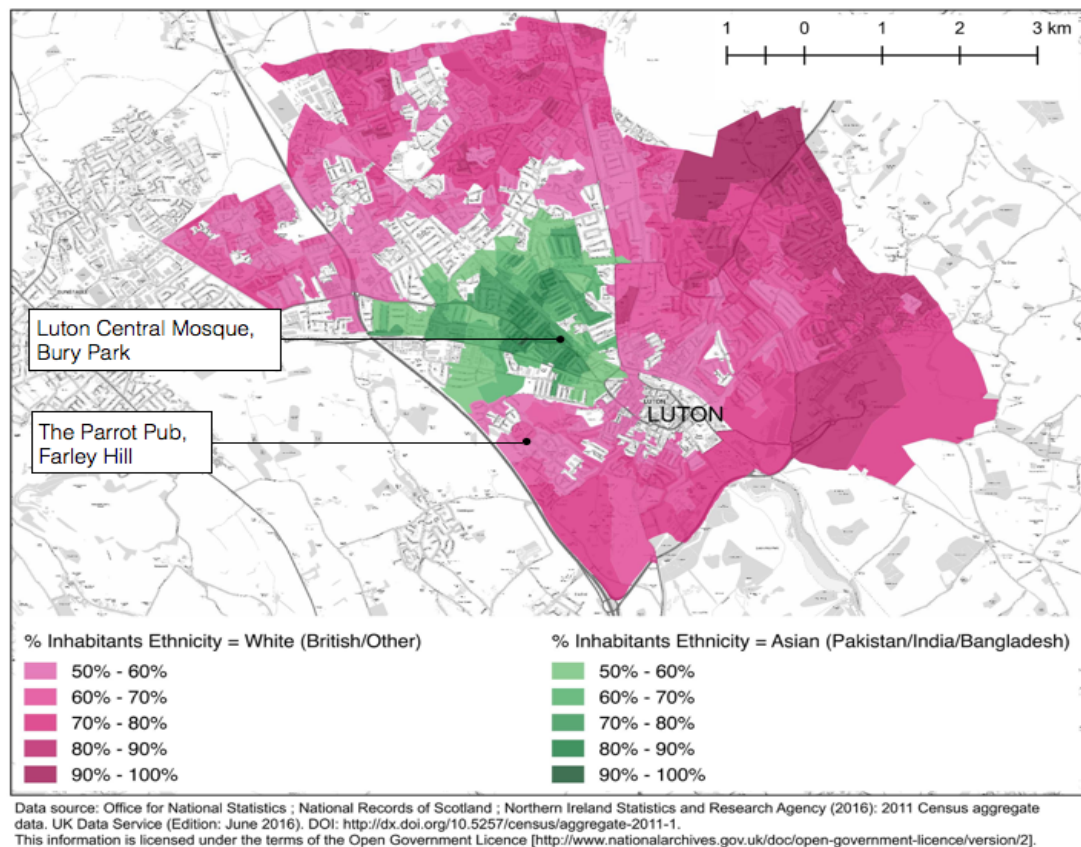 1 0 1 2 3 km
Luton Central Mosque,
Bury Park
LUTON
LUTON
The Parrot Pub,
Farley Hill
% Inhabitants Ethnicity = White (British/Other)
50% - 60%
60% - 70%
70% - 80%
80% - 90%
90% - 100%
% Inhabitants Ethnicity = Asian (Pakistan/India/Bangladesh)
50% - 60%
60% - 70%
70% - 80%
80% - 90%
90% - 100%
Data source: Office for National Statistics ; National Records of Scotland ; Northern Ireland Statistics and Research Agency (2016): 2011 Census aggregate
data. UK Data Service (Edition: June 2016). DOI: http://dx.doi.org/10.5257/census/aggregate-2011-1.
This information is licensed under the terms of the Open Government Licence [http://www.nationalarchives.gov.uk/doc/open-government-licence/version/2].